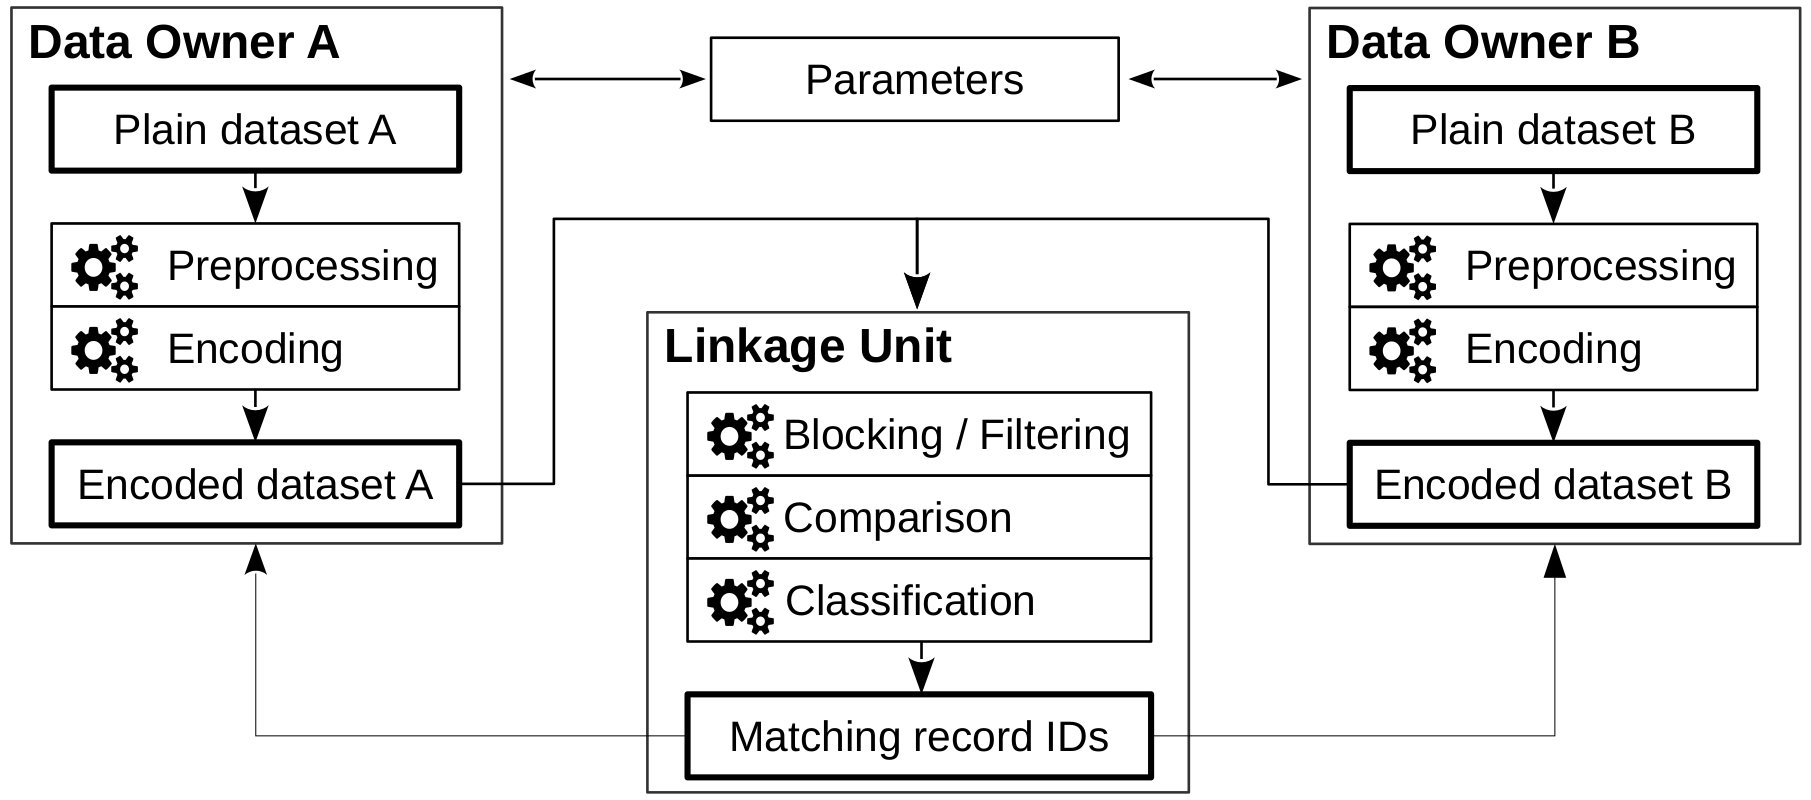 Data Owner A
Plain dataset A
Preprocessing
Encoding
Encoded dataset A
Parameters
Data Owner B
Plain dataset B
Preprocessing
Encoding
Encoded dataset B
Linkage Unit
Blocking / Filtering
Comparison
Classification
Matching record IDs